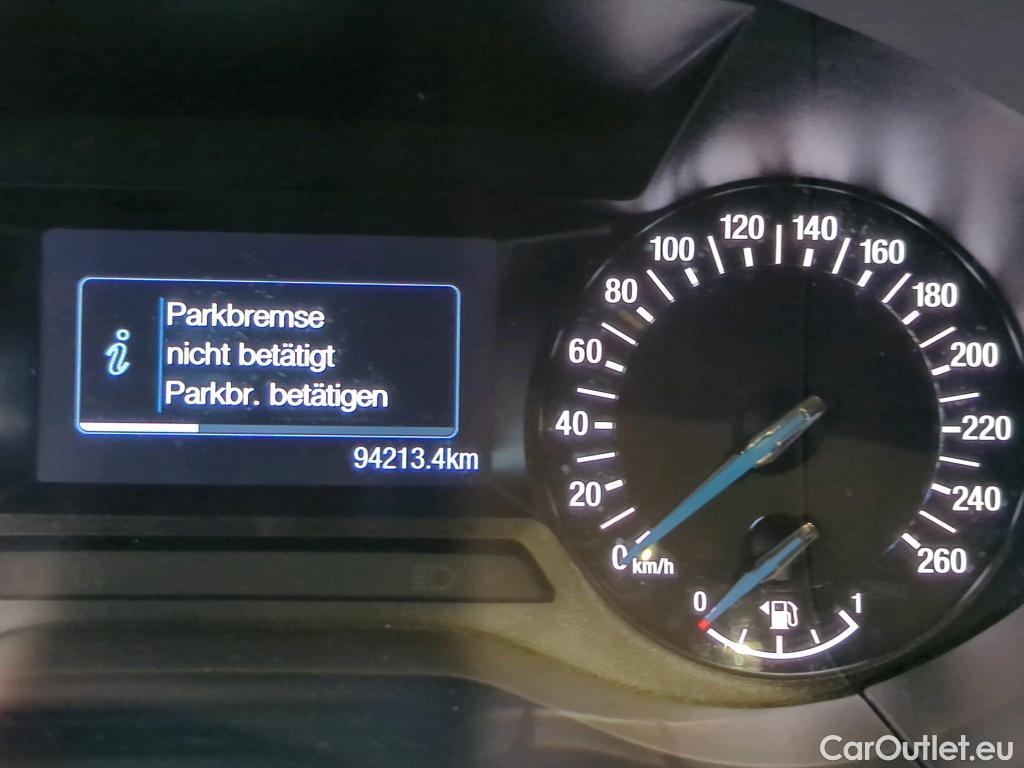 Parkbremse
nicht betätigt
Parkbr. betätigen
94213.4km
0
20
40
60
80
100
120
140
160
180
200
220
240
260
km/h
0
1
CarOutlet.eu